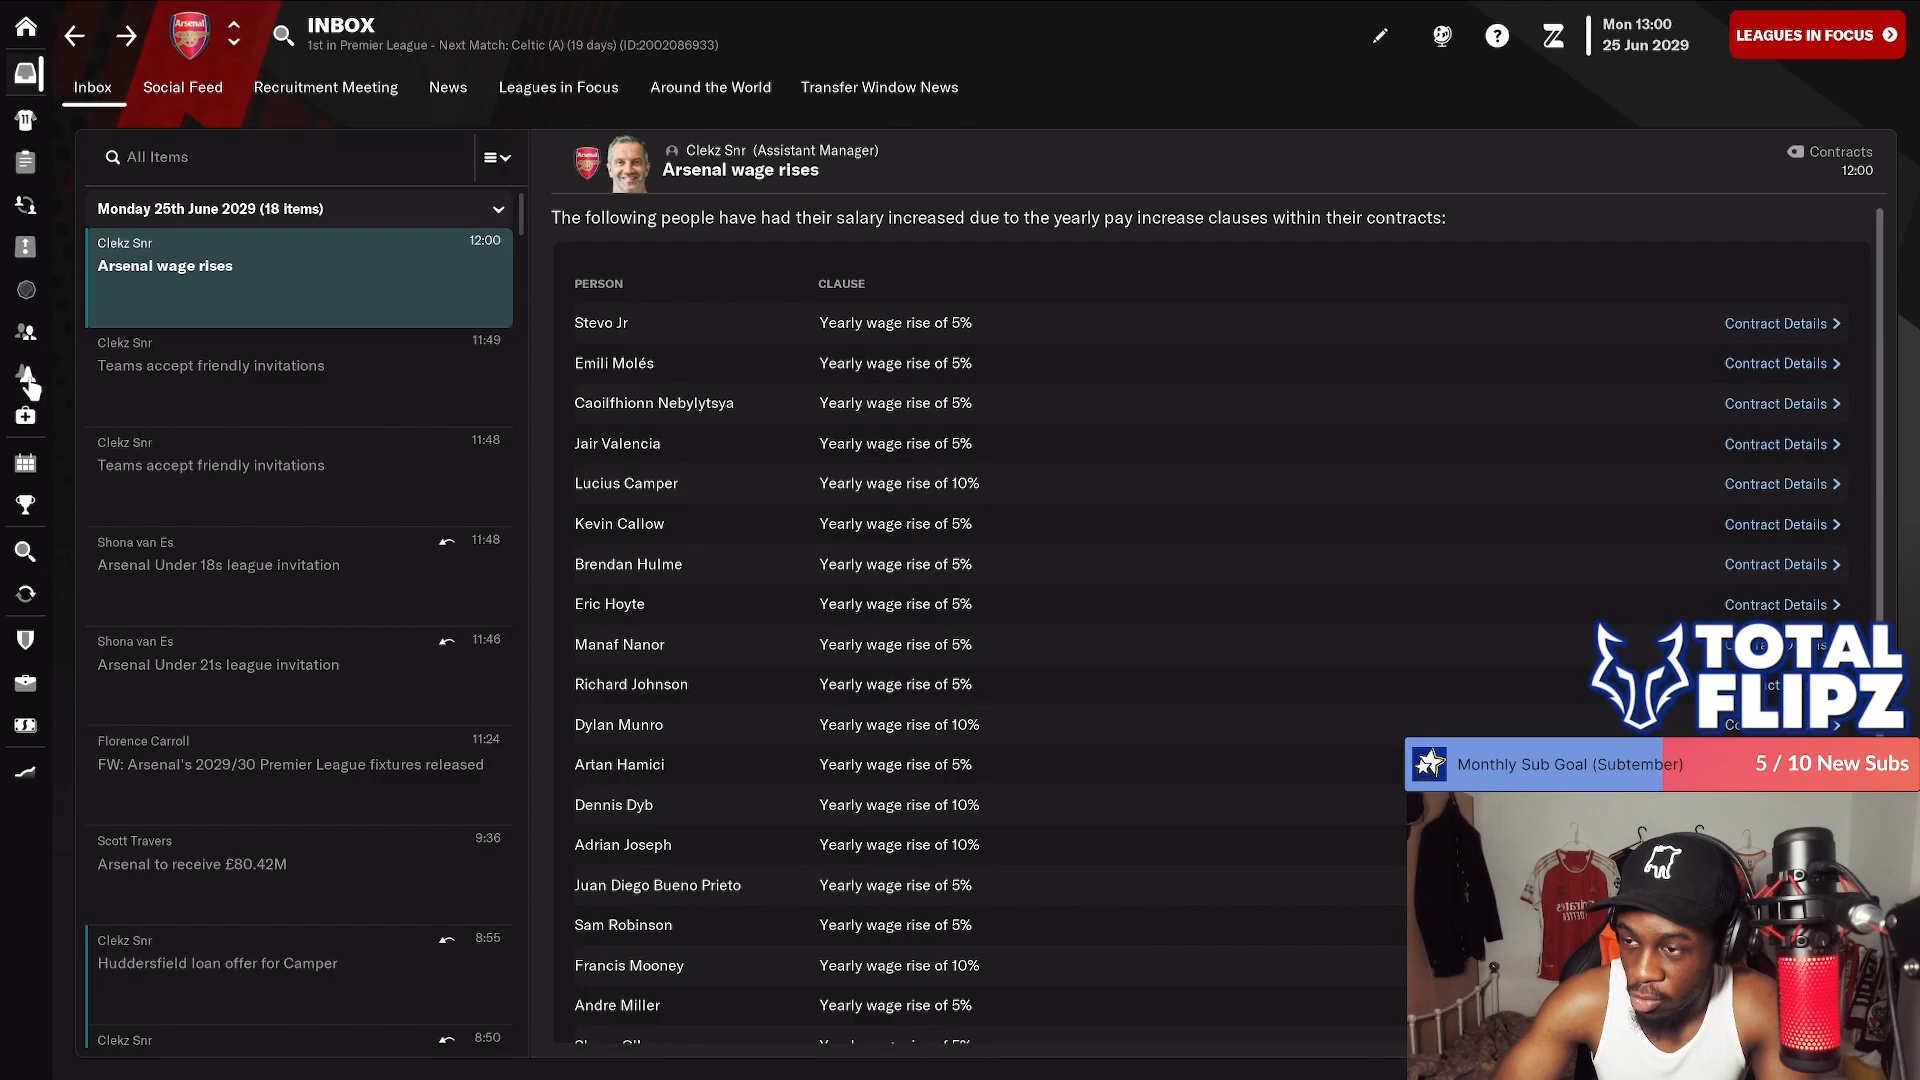 INBOX
1st in Premier League - Next Match: Celtic (A) (19 days) (ID:2002086933)
Mon 13:00
25 Jun 2029
LEAGUES IN FOCUS
Inbox
Social Feed
Recruitment Meeting
News
Leagues in Focus
Around the World
Transfer Window News
All Items
Monday 25th June 2029 (18 items)
Clekz Snr 12:00
Arsenal wage rises
Clekz Snr 11:49
Teams accept friendly invitations
Clekz Snr 11:48
Teams accept friendly invitations
Shona van Es 11:48
Arsenal Under 18s league invitation
Shona van Es 11:46
Arsenal Under 21s league invitation
Florence Carroll 11:24
FW: Arsenal's 2029/30 Premier League fixtures released
Scott Travers 9:36
Arsenal to receive £80.42M
Clekz Snr 8:55
Huddersfield loan offer for Camper
Clekz Snr 8:50
Clekz Snr (Assistant Manager)
Arsenal wage rises
Contracts
12:00
The following people have had their salary increased due to the yearly pay increase clauses within their contracts:
PERSON CLAUSE
Stevo Jr Yearly wage rise of 5% Contract Details
Emili Molés Yearly wage rise of 5% Contract Details
Caoilfhionn Nebylytsya Yearly wage rise of 5% Contract Details
Jair Valencia Yearly wage rise of 5% Contract Details
Lucius Camper Yearly wage rise of 10% Contract Details
Kevin Callow Yearly wage rise of 5% Contract Details
Brendan Hulme Yearly wage rise of 5% Contract Details
Eric Hoyte Yearly wage rise of 5% Contract Details
Manaf Nanor Yearly wage rise of 5%
Richard Johnson Yearly wage rise of 5%
Dylan Munro Yearly wage rise of 10%
Artan Hamici Yearly wage rise of 5%
Dennis Dyb Yearly wage rise of 10%
Adrian Joseph Yearly wage rise of 10%
Juan Diego Bueno Prieto Yearly wage rise of 5%
Sam Robinson Yearly wage rise of 5%
Francis Mooney Yearly wage rise of 10%
Andre Miller Yearly wage rise of 5%
TOTAL
FLIPZ
Monthly Sub Goal (Subtember) 5 / 10 New Subs